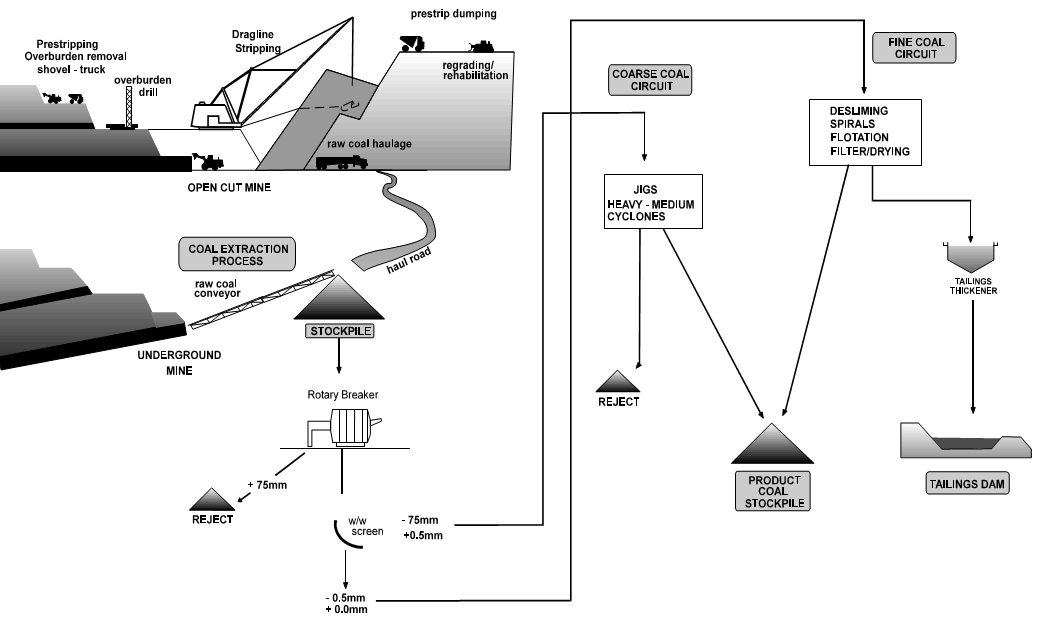 prestrip dumping
Prestripping
Overburden removal
shovel - truck
Dragline
Stripping
overburden
drill
regrading/
rehabilitation
raw coal haulage
OPEN CUT MINE
COAL EXTRACTION
PROCESS
raw coal
conveyor
haul road
UNDERGROUND
MINE
STOCKPILE
Rotary Breaker
+ 75mm
REJECT
w/w
screen
- 75mm
+0.5mm
- 0.5mm
+ 0.0mm
COARSE COAL
CIRCUIT
JIGS
HEAVY - MEDIUM
CYCLONES
REJECT
FINE COAL
CIRCUIT
DESLIMING
SPIRALS
FLOTATION
FILTER/DRYING
TAILINGS
THICKENER
PRODUCT
COAL
STOCKPILE
TAILINGS DAM